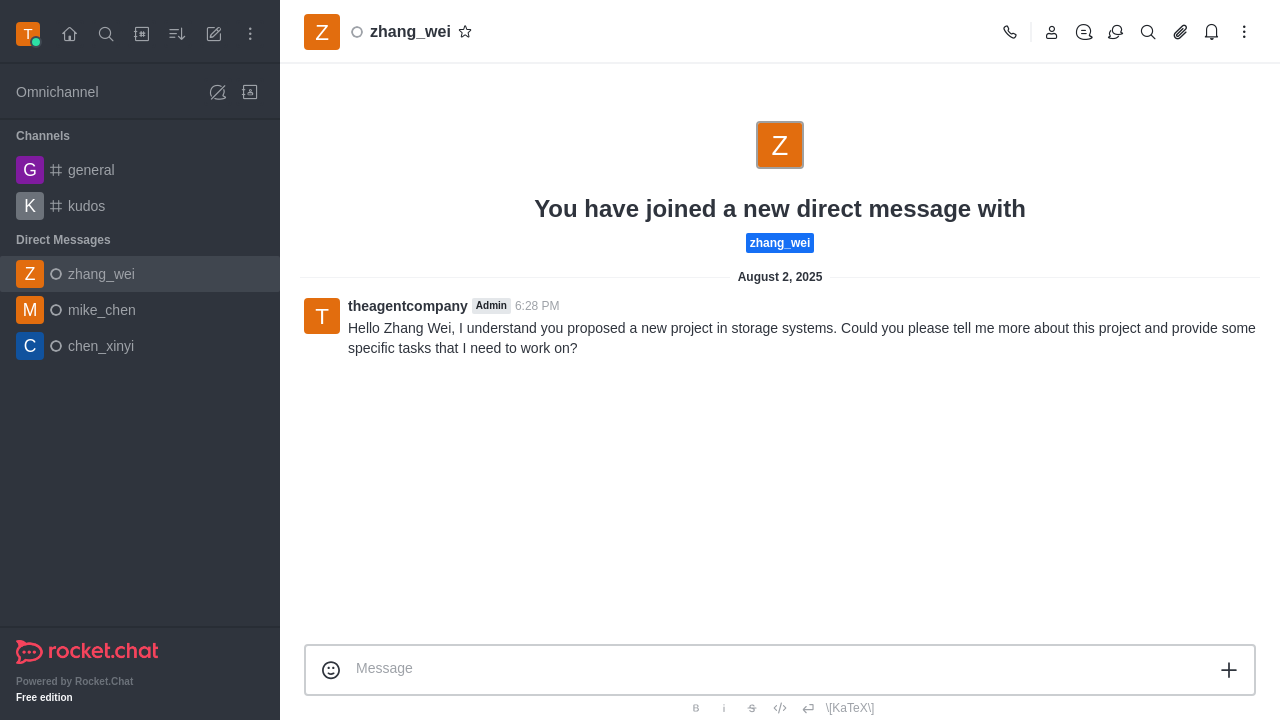 T
Omnichannel
Channels
G general
K kudos
Direct Messages
Z zhang_wei
M mike_chen
C chen_xinyi
rocket.chat
Powered by Rocket.Chat
Free edition
Z zhang_wei
Z
You have joined a new direct message with
zhang_wei
August 2, 2025
T theagentcompany Admin 6:28 PM
Hello Zhang Wei, I understand you proposed a new project in storage systems. Could you please tell me more about this project and provide some
specific tasks that I need to work on?
Message
B i S \[KaTeX\]